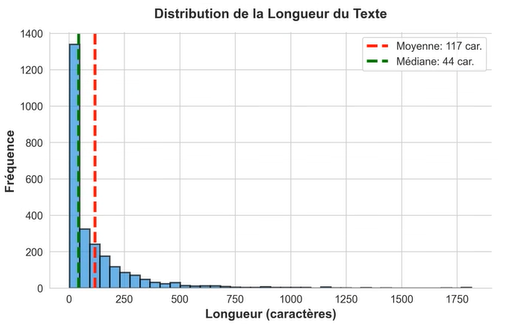 Distribution de la Longueur du Texte
Moyenne: 117 car.
Médiane: 44 car.
Fréquence
1400
1200
1000
800
600
400
200
0
0 250 500 750 1000 1250 1500 1750
Longueur (caractères)